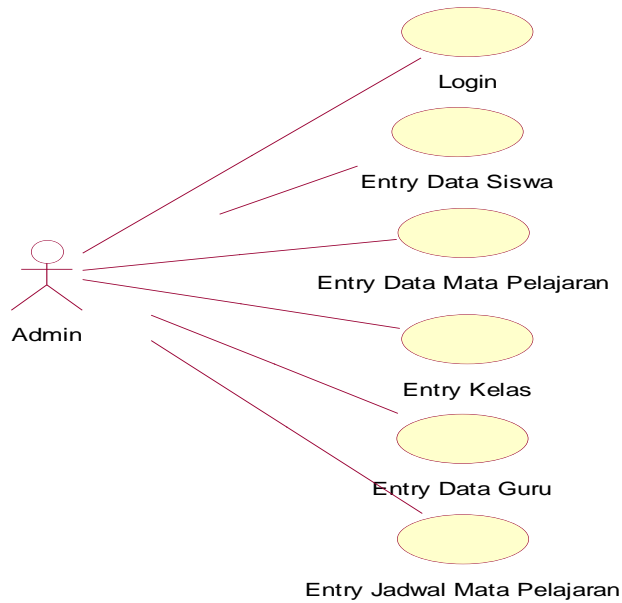 Login
Entry Data Siswa
Entry Data Mata Pelajaran
Admin
Entry Kelas
Entry Data Guru
Entry Jadwal Mata Pelajaran